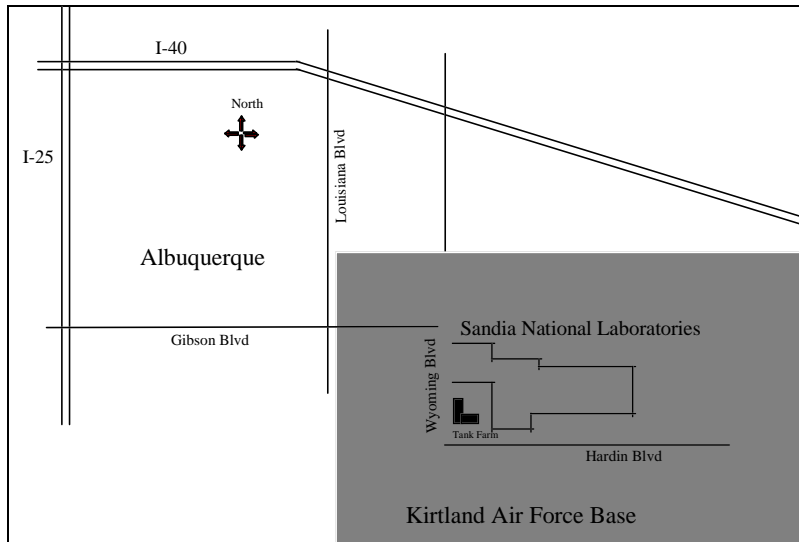 I-40
North
I-25
Louisiana Blvd
Albuquerque
Sandia National Laboratories
Gibson Blvd
Wyoming Blvd
Tank Farm
Hardin Blvd
Kirtland Air Force Base